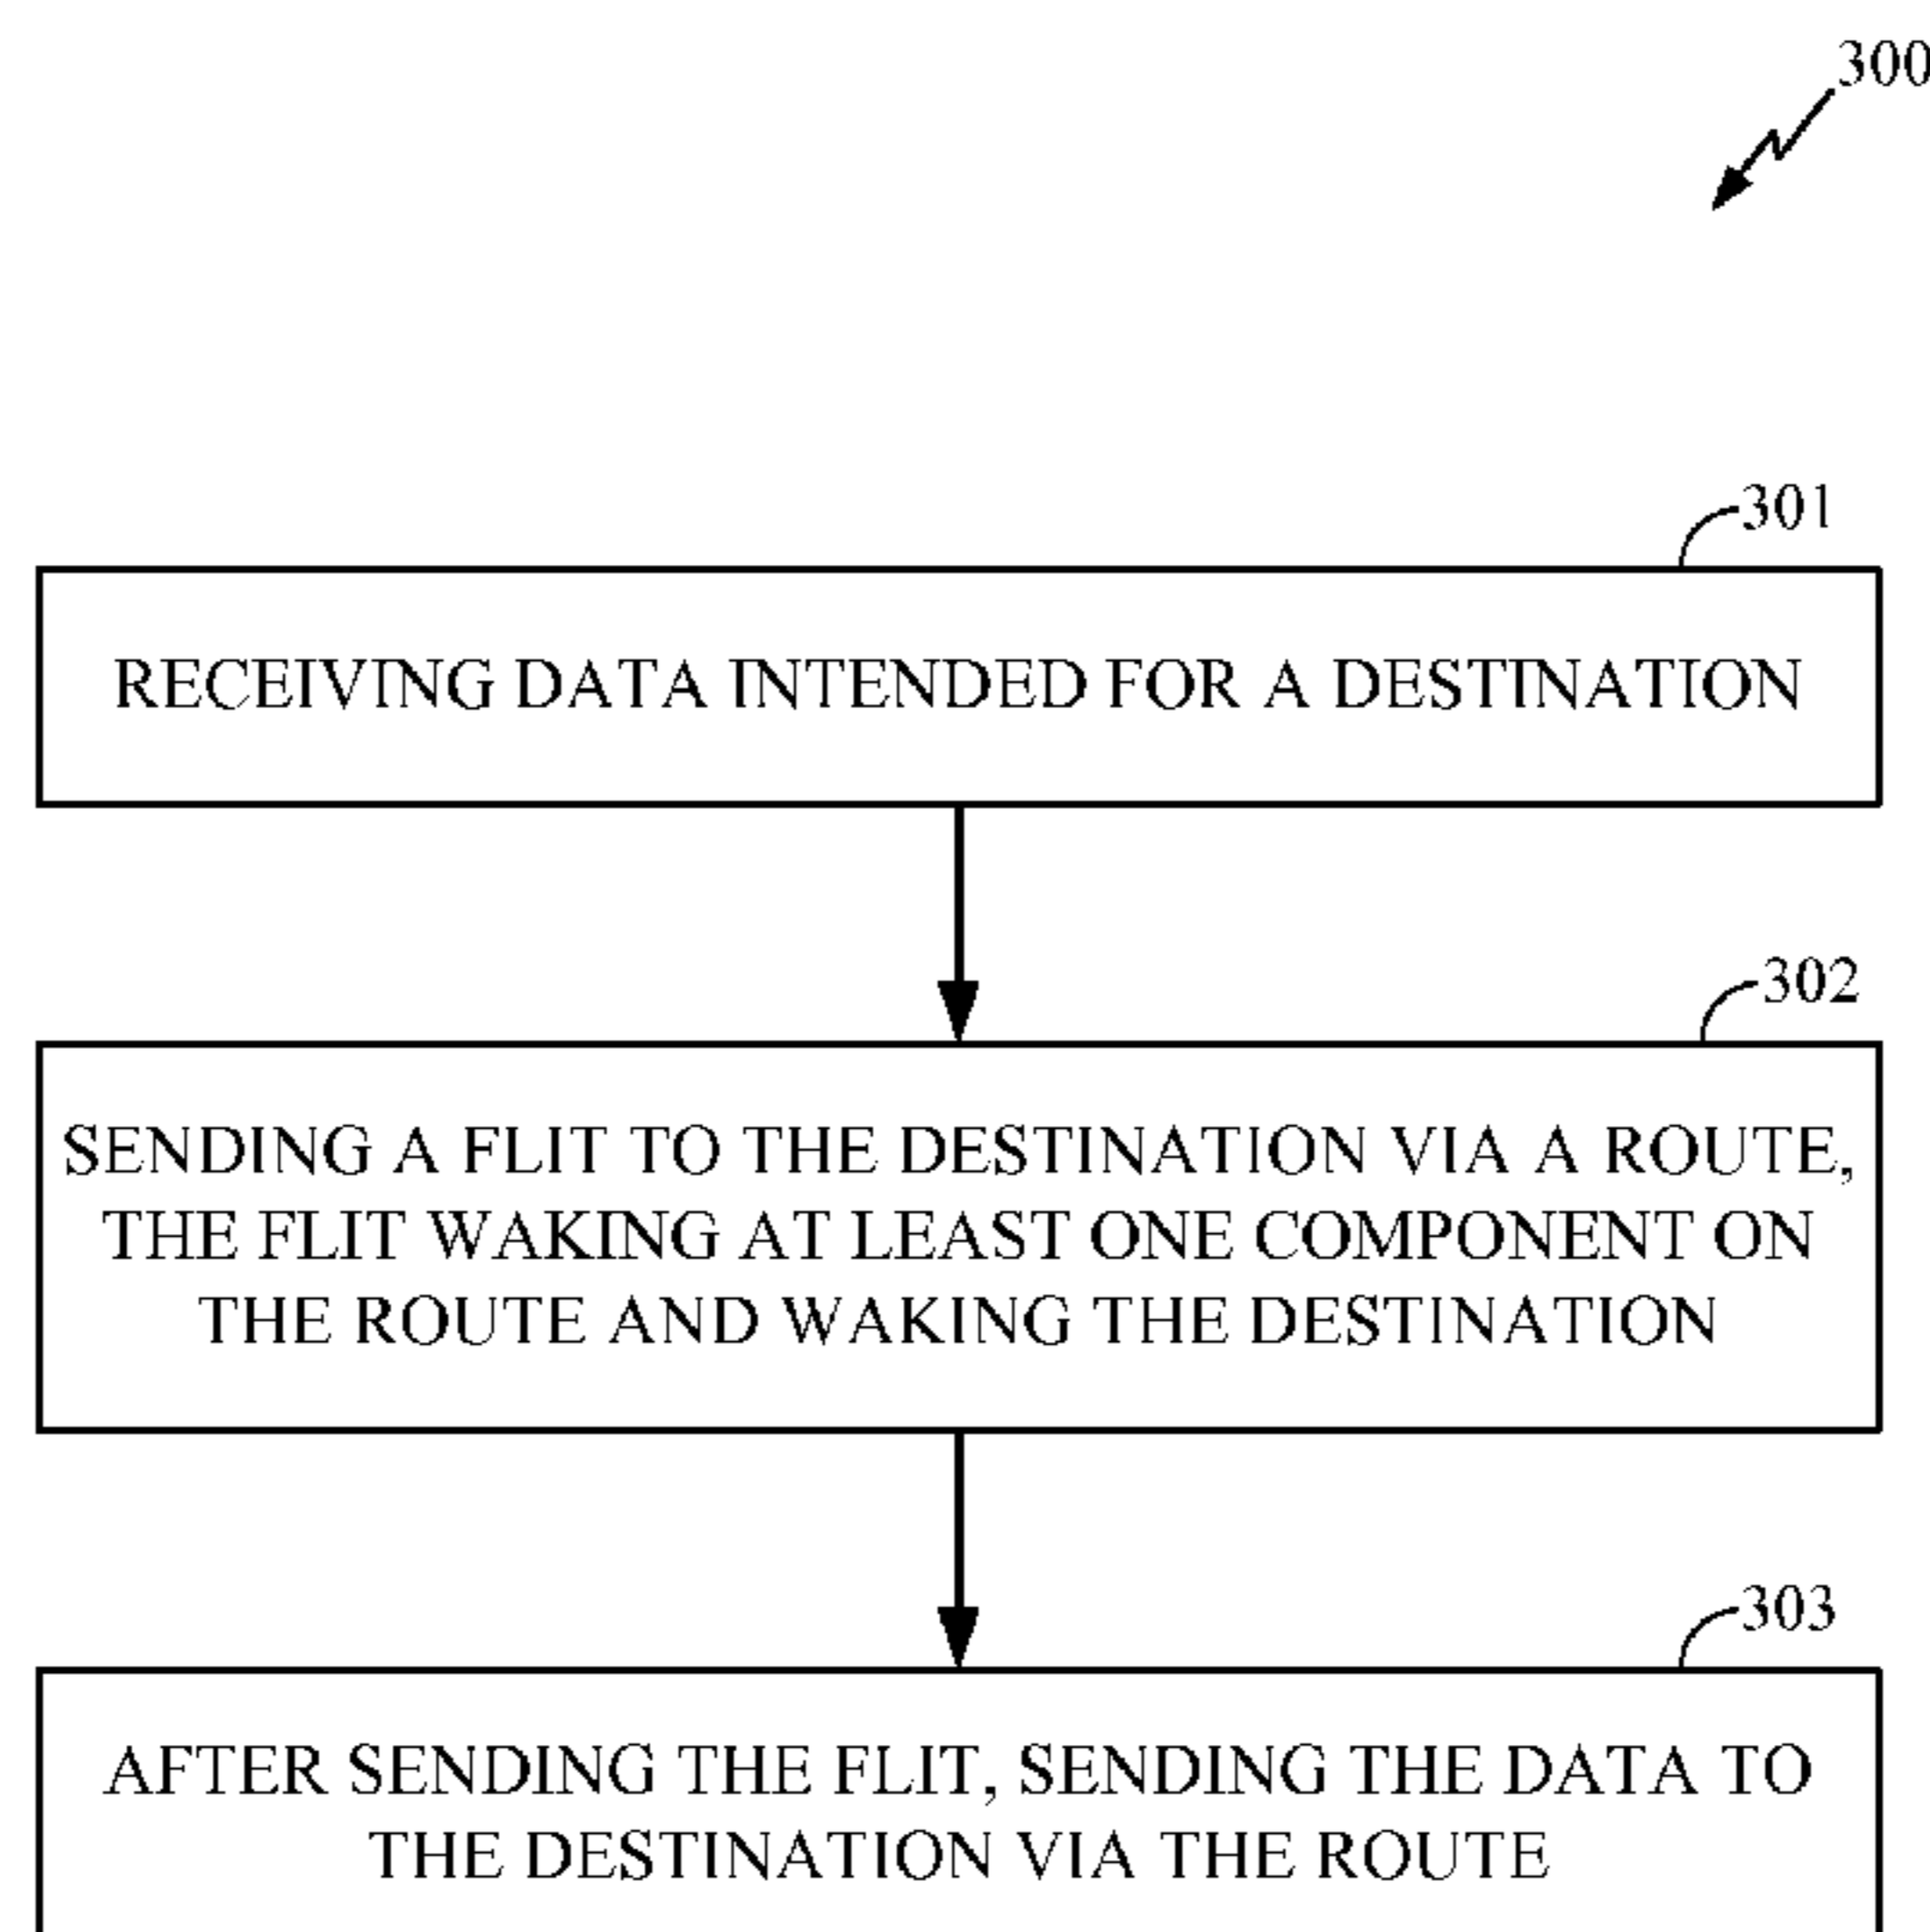 300
301
RECEIVING DATA INTENDED FOR A DESTINATION
302
SENDING A FLIT TO THE DESTINATION VIA A ROUTE,
THE FLIT WAKING AT LEAST ONE COMPONENT ON
THE ROUTE AND WAKING THE DESTINATION
303
AFTER SENDING THE FLIT, SENDING THE DATA TO
THE DESTINATION VIA THE ROUTE